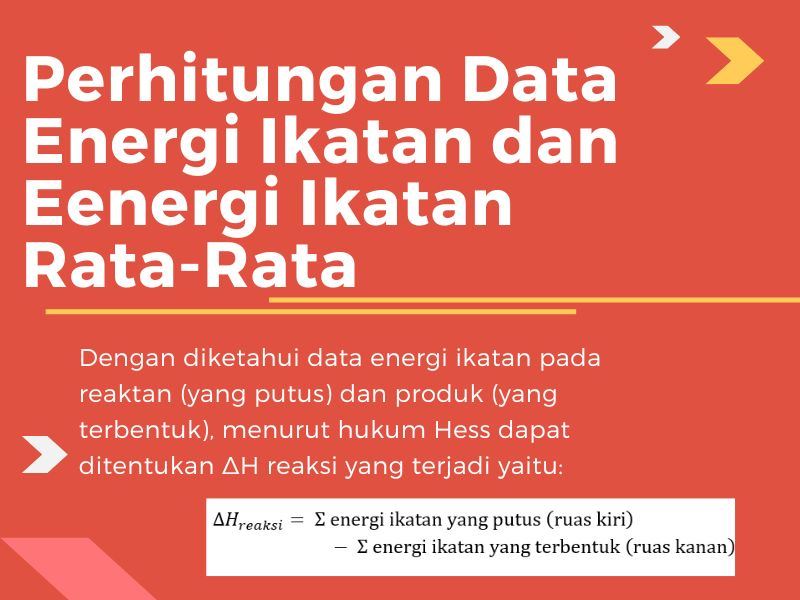 Perhitungan Data
Energi Ikatan dan
Eenergi Ikatan
Rata-Rata
Dengan diketahui data energi ikatan pada
reaktan (yang putus) dan produk (yang
terbentuk), menurut hukum Hess dapat
ditentukan ΔH reaksi yang terjadi yaitu:
ΔH_reaksi = Σ energi ikatan yang putus (ruas kiri)
− Σ energi ikatan yang terbentuk (ruas kanan)